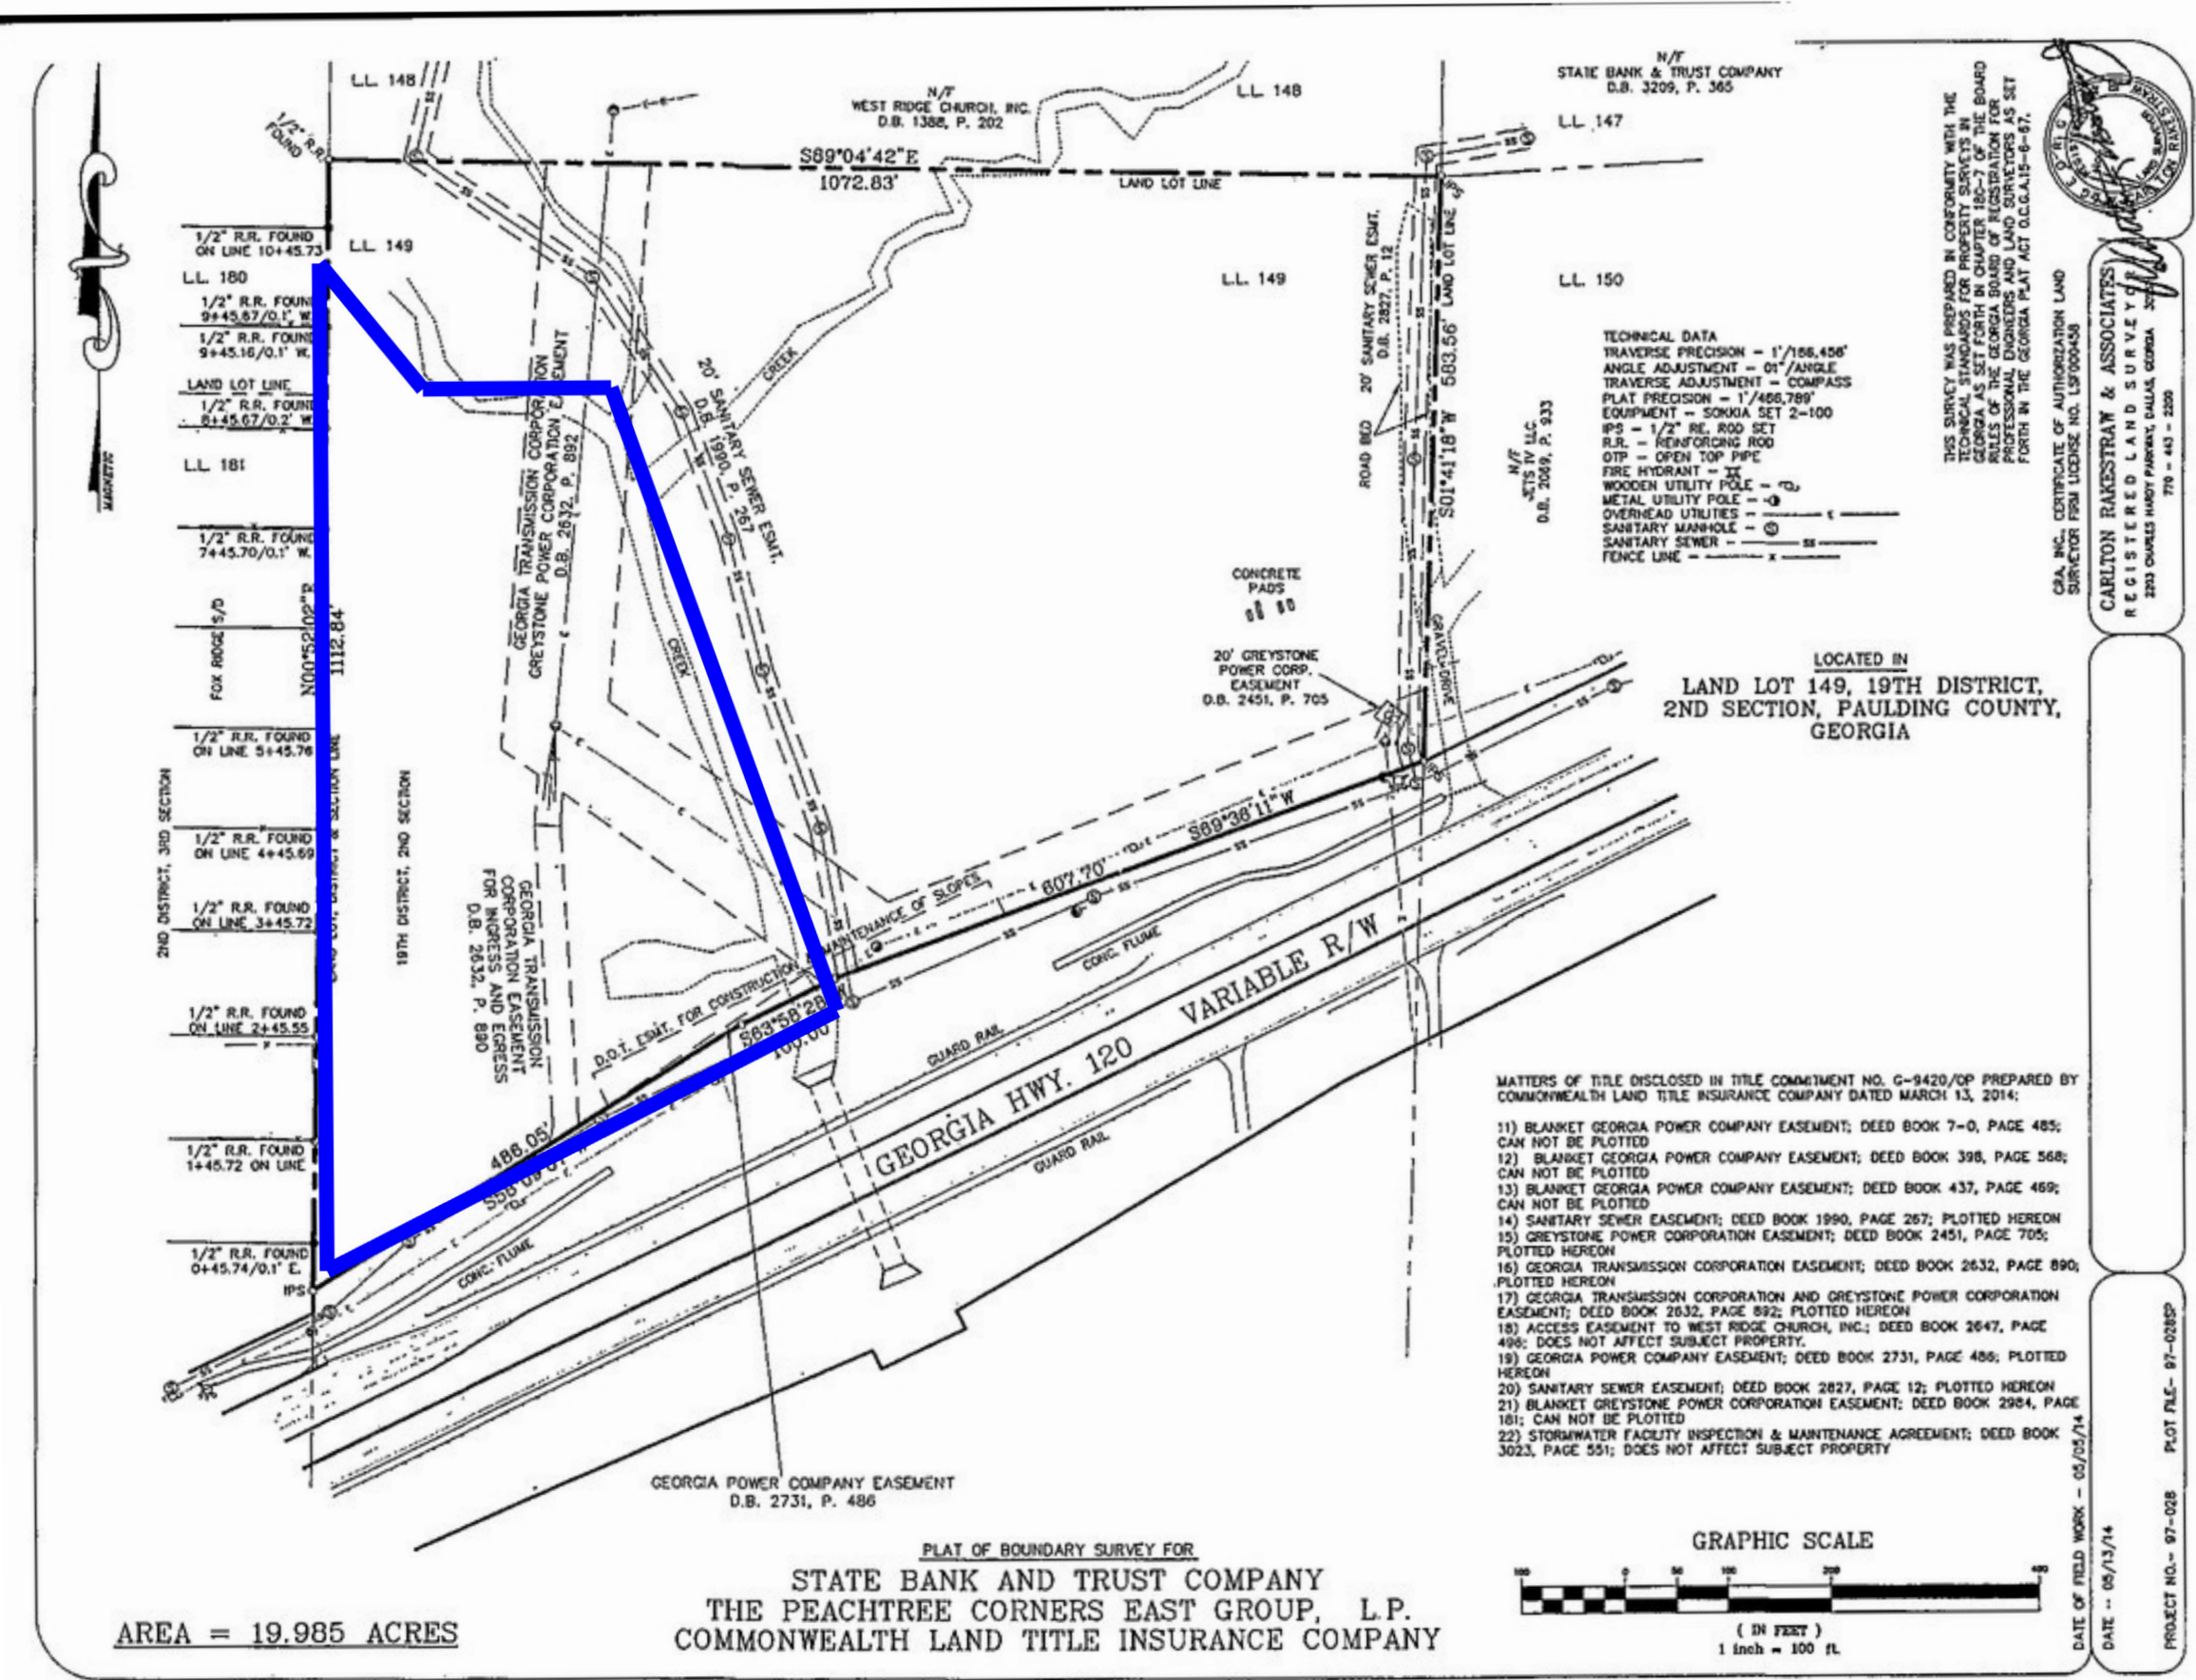 L.L. 148
N/F
WEST RIDGE CHURCH, INC.
D.B. 1388, P. 202
L.L. 148
N/F
STATE BANK & TRUST COMPANY
D.B. 3209, P. 365
L.L. 147
1/2" R.R.
FOUND
S89°04'42"E
1072.83'
LAND LOT LINE
IPS
1/2" R.R. FOUND
ON LINE 10+45.73
L.L. 149
L.L. 180
1/2" R.R. FOUN
9+45.87/0.1' W.
1/2" R.R. FOUN
9+45.16/0.1' W.
LAND LOT LINE
1/2" R.R. FOUN
8+45.67/0.2' W.
L.L. 181
1/2" R.R. FOUN
7+45.70/0.1' W.
FOX RIDGE S/D
N00°52'02"E
1112.84'
1/2" R.R. FOUND
ON LINE 5+45.76
1/2" R.R. FOUND
ON LINE 4+45.69
1/2" R.R. FOUND
ON LINE 3+45.72
1/2" R.R. FOUND
ON LINE 2+45.55
1/2" R.R. FOUND
1+45.72 ON LINE
1/2" R.R. FOUND
0+45.74/0.1' E.
IPS
2ND DISTRICT, 3RD SECTION
19TH DISTRICT, 2ND SECTION
MAGNETIC
GEORGIA TRANSMISSION CORPORATION
GREYSTONE POWER CORPORATION EASEMENT
D.B. 2632, P. 892
20' SANITARY SEWER ESMT.
D.B. 1990, P. 267
CREEK
CREEK
L.L. 149
20' SANITARY SEWER ESMT.
D.B. 2827, P. 12
ROAD BED
S01°41'18"W 583.56' LAND LOT LINE
L.L. 150
N/F
JETS IV LLC
D.B. 2069, P. 933
GRAVEL DRIVE
CONCRETE
PADS
20' GREYSTONE
POWER CORP.
EASEMENT
D.B. 2451, P. 705
GEORGIA TRANSMISSION
CORPORATION EASEMENT
FOR INGRESS AND EGRESS
D.B. 2632, P. 890
D.O.T. ESMT. FOR CONSTRUCTION
MAINTENANCE OF SLOPES
607.70'
S69°36'11"W
S63°58'28"W
100.00'
486.05'
CONC. FLUME
CONC. FLUME
GUARD RAIL
GUARD RAIL
GEORGIA HWY. 120 VARIABLE R/W
GEORGIA POWER COMPANY EASEMENT
D.B. 2731, P. 486
TECHNICAL DATA
TRAVERSE PRECISION - 1'/166,456'
ANGLE ADJUSTMENT - 01"/ANGLE
TRAVERSE ADJUSTMENT - COMPASS
PLAT PRECISION - 1'/466,789'
EQUIPMENT - SOKKIA SET 2-100
IPS - 1/2" RE. ROD SET
R.R. - REINFORCING ROD
OTP - OPEN TOP PIPE
FIRE HYDRANT -
WOODEN UTILITY POLE -
METAL UTILITY POLE -
OVERHEAD UTILITIES - E
SANITARY MANHOLE - S
SANITARY SEWER - SS
FENCE LINE - X
THIS SURVEY WAS PREPARED IN CONFORMITY WITH THE
TECHNICAL STANDARDS FOR PROPERTY SURVEYS IN
GEORGIA AS SET FORTH IN CHAPTER 180-7 OF THE BOARD
RULES OF THE GEORGIA BOARD OF REGISTRATION FOR
PROFESSIONAL ENGINEERS AND LAND SURVEYORS AS SET
FORTH IN THE GEORGIA PLAT ACT O.C.G.A.15-6-67.
CRA, INC., CERTIFICATE OF AUTHORIZATION LAND
SURVEYOR FIRM LICENSE NO. LSF000458
CARLTON RAKESTRAW & ASSOCIATES
REGISTERED LAND SURVEYOR
2203 CHARLES HARDY PARKWAY, DALLAS, GEORGIA
770 - 443 - 2200
LOCATED IN
LAND LOT 149, 19TH DISTRICT,
2ND SECTION, PAULDING COUNTY,
GEORGIA
MATTERS OF TITLE DISCLOSED IN TITLE COMMITMENT NO. G-9420/OP PREPARED BY
COMMONWEALTH LAND TITLE INSURANCE COMPANY DATED MARCH 13, 2014;
11) BLANKET GEORGIA POWER COMPANY EASEMENT; DEED BOOK 7-0, PAGE 485;
CAN NOT BE PLOTTED
12) BLANKET GEORGIA POWER COMPANY EASEMENT; DEED BOOK 398, PAGE 568;
CAN NOT BE PLOTTED
13) BLANKET GEORGIA POWER COMPANY EASEMENT; DEED BOOK 437, PAGE 469;
CAN NOT BE PLOTTED
14) SANITARY SEWER EASEMENT; DEED BOOK 1990, PAGE 267; PLOTTED HEREON
15) GREYSTONE POWER CORPORATION EASEMENT; DEED BOOK 2451, PAGE 705;
PLOTTED HEREON
16) GEORGIA TRANSMISSION CORPORATION EASEMENT; DEED BOOK 2632, PAGE 890;
PLOTTED HEREON
17) GEORGIA TRANSMISSION CORPORATION AND GREYSTONE POWER CORPORATION
EASEMENT; DEED BOOK 2632, PAGE 892; PLOTTED HEREON
18) ACCESS EASEMENT TO WEST RIDGE CHURCH, INC.; DEED BOOK 2647, PAGE
496; DOES NOT AFFECT SUBJECT PROPERTY.
19) GEORGIA POWER COMPANY EASEMENT; DEED BOOK 2731, PAGE 486; PLOTTED
HEREON
20) SANITARY SEWER EASEMENT; DEED BOOK 2827, PAGE 12; PLOTTED HEREON
21) BLANKET GREYSTONE POWER CORPORATION EASEMENT; DEED BOOK 2984, PAGE
181; CAN NOT BE PLOTTED
22) STORMWATER FACILITY INSPECTION & MAINTENANCE AGREEMENT; DEED BOOK
3023, PAGE 551; DOES NOT AFFECT SUBJECT PROPERTY
GRAPHIC SCALE
100 0 50 100 200 400
( IN FEET )
1 inch = 100 ft.
PLAT OF BOUNDARY SURVEY FOR
STATE BANK AND TRUST COMPANY
THE PEACHTREE CORNERS EAST GROUP, L.P.
COMMONWEALTH LAND TITLE INSURANCE COMPANY
AREA = 19.985 ACRES
DATE OF FIELD WORK - 05/05/14
DATE -- 05/13/14
PROJECT NO.- 97-028 PLOT FILE- 97-028SP